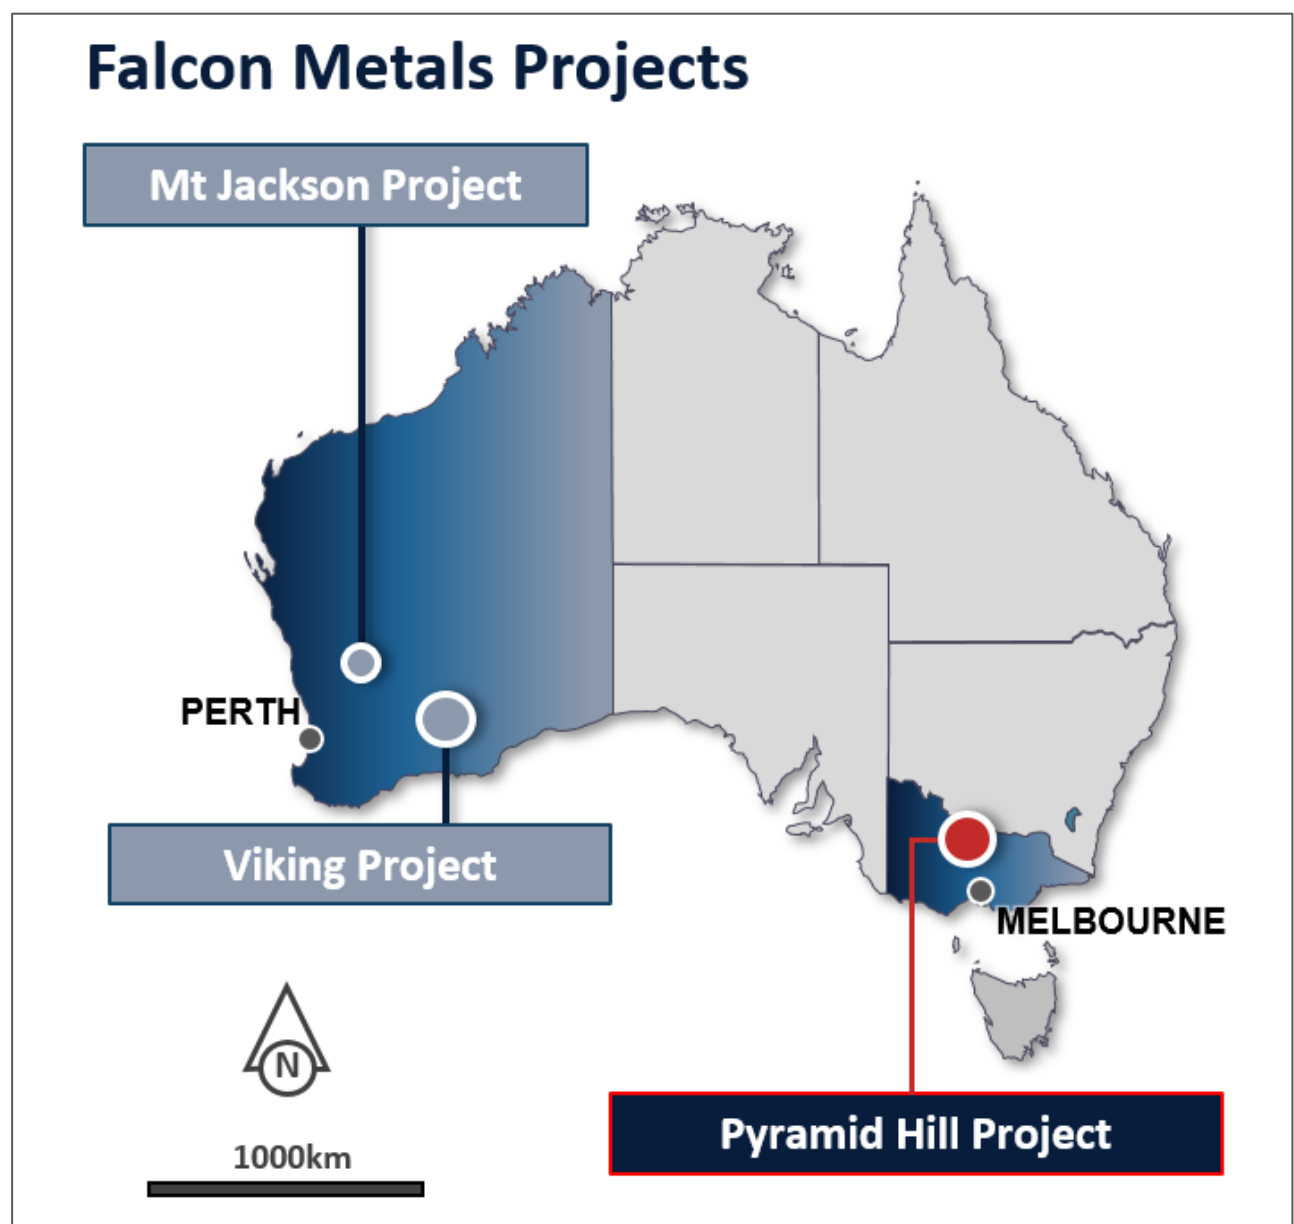 Falcon Metals Projects
Mt Jackson Project
PERTH
Viking Project
MELBOURNE
N
1000km
Pyramid Hill Project